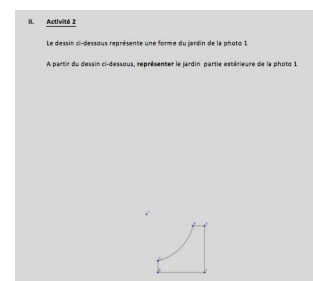 II. Activité 2
Le dessin ci-dessous représente une forme du jardin de la photo 1
A partir du dessin ci-dessous, représenter le jardin partie extérieure de la photo 1